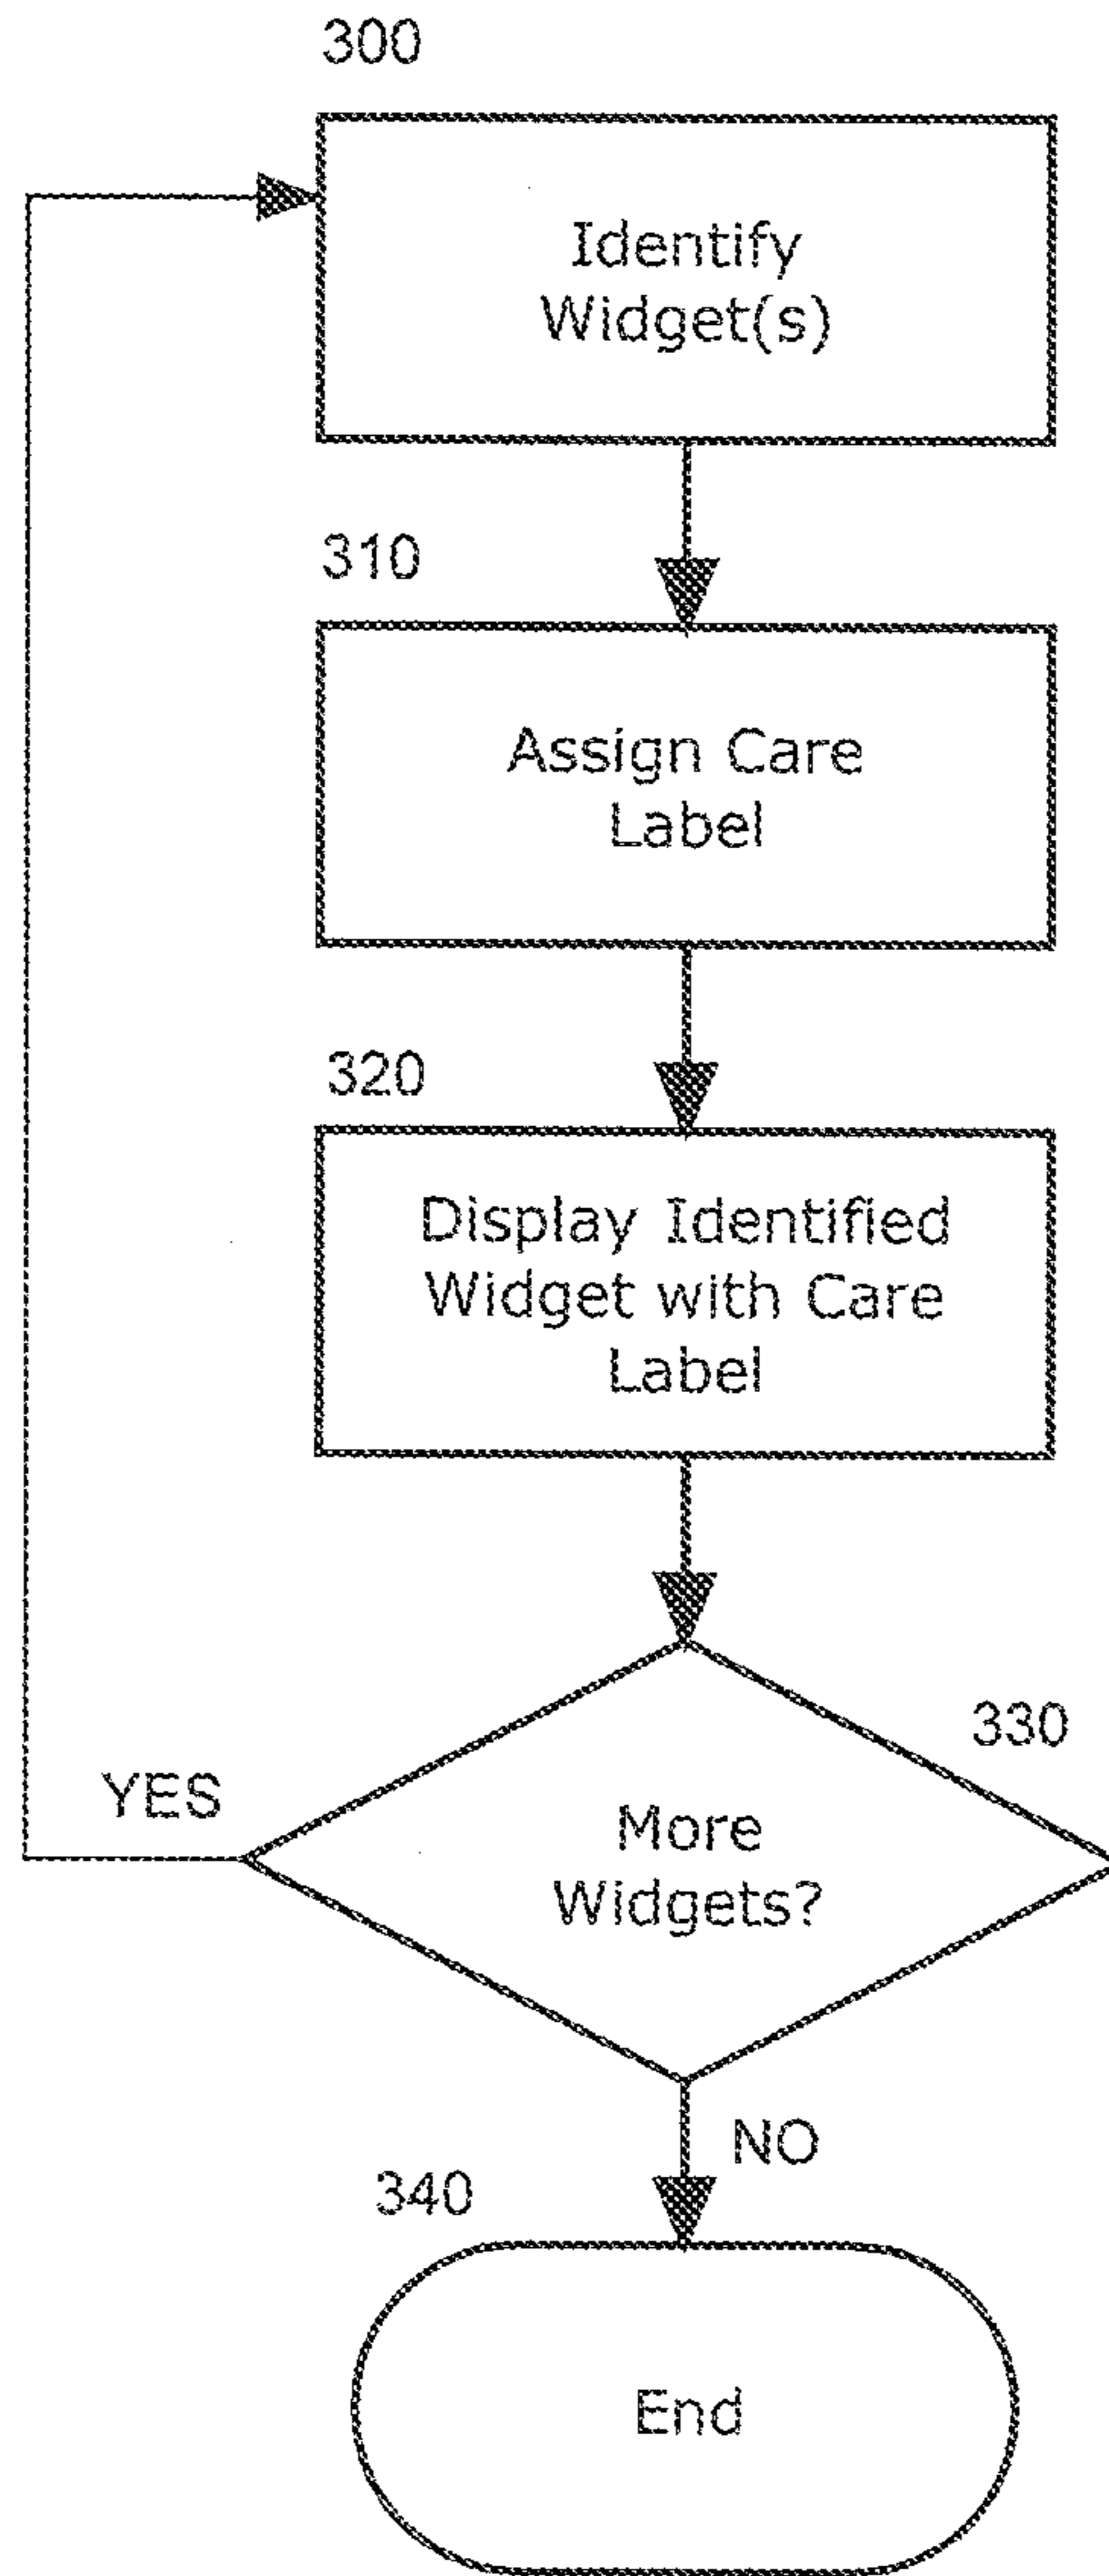 300
Identify
Widget(s)
310
Assign Care
Label
320
Display Identified
Widget with Care
Label
330
YES
More
Widgets?
NO
340
End